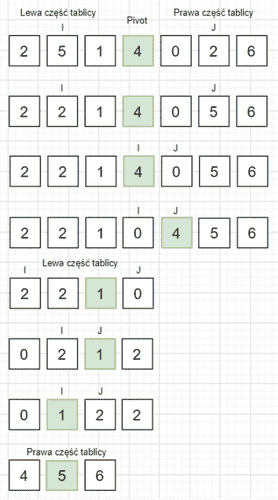 Lewa część tablicy Pivot Prawa część tablicy
I J
2 5 1 4 0 2 6
I J
2 2 1 4 0 5 6
I J
2 2 1 4 0 5 6
I J
2 2 1 0 4 5 6
Lewa część tablicy
I J
2 2 1 0
I J
0 2 1 2
I J
0 1 2 2
Prawa część tablicy
4 5 6